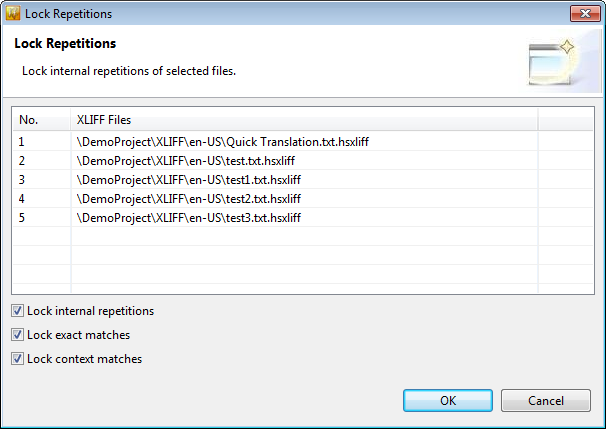 Lock Repetitions
Lock Repetitions
Lock internal repetitions of selected files.
No. XLIFF Files
1 \DemoProject\XLIFF\en-US\Quick Translation.txt.hsxliff
2 \DemoProject\XLIFF\en-US\test.txt.hsxliff
3 \DemoProject\XLIFF\en-US\test1.txt.hsxliff
4 \DemoProject\XLIFF\en-US\test2.txt.hsxliff
5 \DemoProject\XLIFF\en-US\test3.txt.hsxliff
Lock internal repetitions
Lock exact matches
Lock context matches
OK Cancel